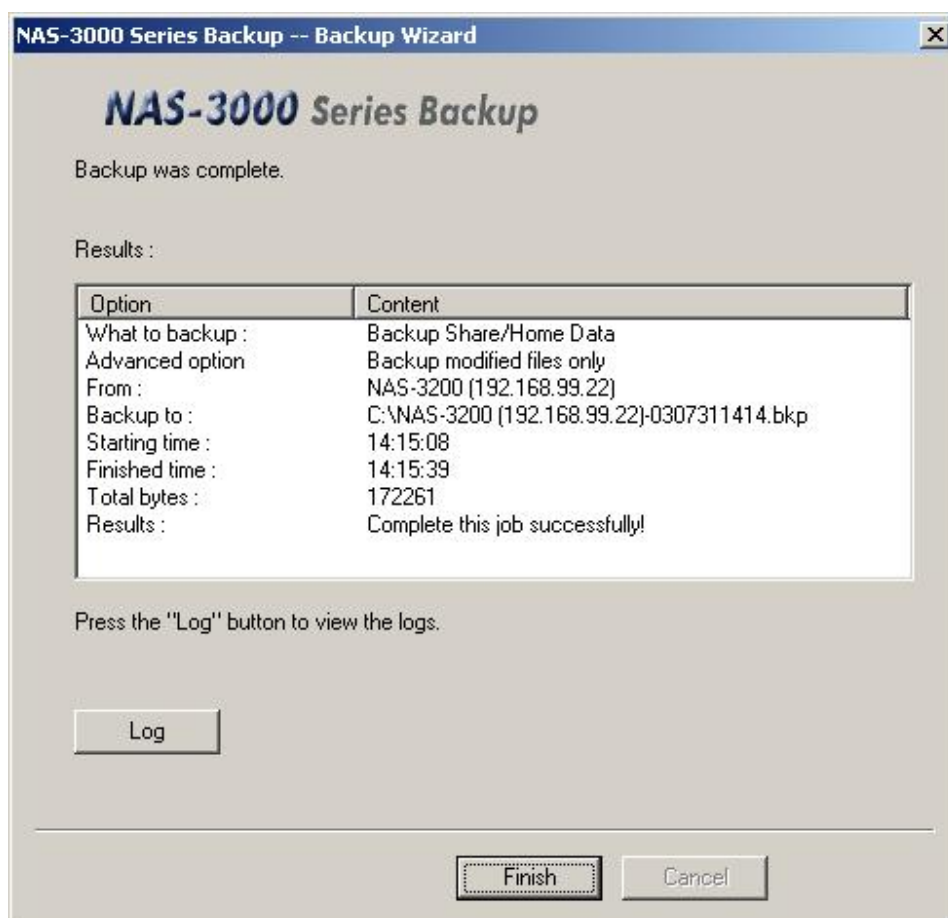 NAS-3000 Series Backup -- Backup Wizard
NAS-3000 Series Backup
Backup was complete.
Results :
Option Content
What to backup : Backup Share/Home Data
Advanced option Backup modified files only
From : NAS-3200 (192.168.99.22)
Backup to : C:\NAS-3200 (192.168.99.22)-0307311414.bkp
Starting time : 14:15:08
Finished time : 14:15:39
Total bytes : 172261
Results : Complete this job successfully!
Press the "Log" button to view the logs.
Log
Finish Cancel